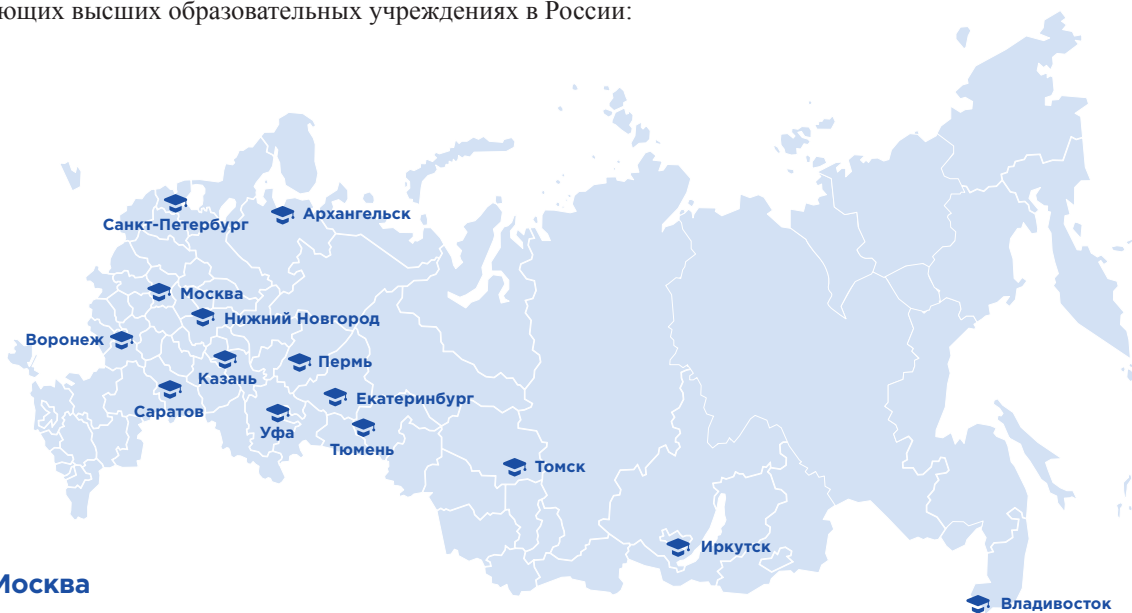 высших образовательных учреждениях в России:
Архангельск
Санкт-Петербург
Москва
Нижний Новгород
Воронеж
Пермь
Казань
Екатеринбург
Саратов
Уфа
Тюмень
Томск
Иркутск
Москва
Владивосток